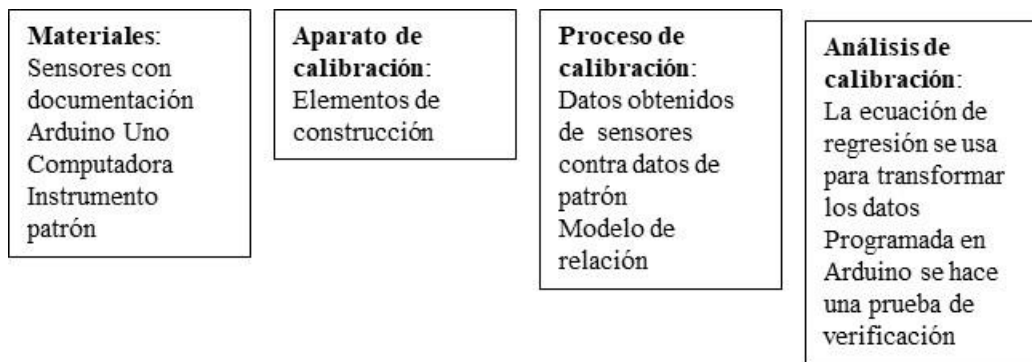 Materiales:
Sensores con
documentación
Arduino Uno
Computadora
Instrumento
patrón
Aparato de
calibración:
Elementos de
construcción
Proceso de
calibración:
Datos obtenidos
de sensores
contra datos de
patrón
Modelo de
relación
Análisis de
calibración:
La ecuación de
regresión se usa
para transformar
los datos
Programada en
Arduino se hace
una prueba de
verificación